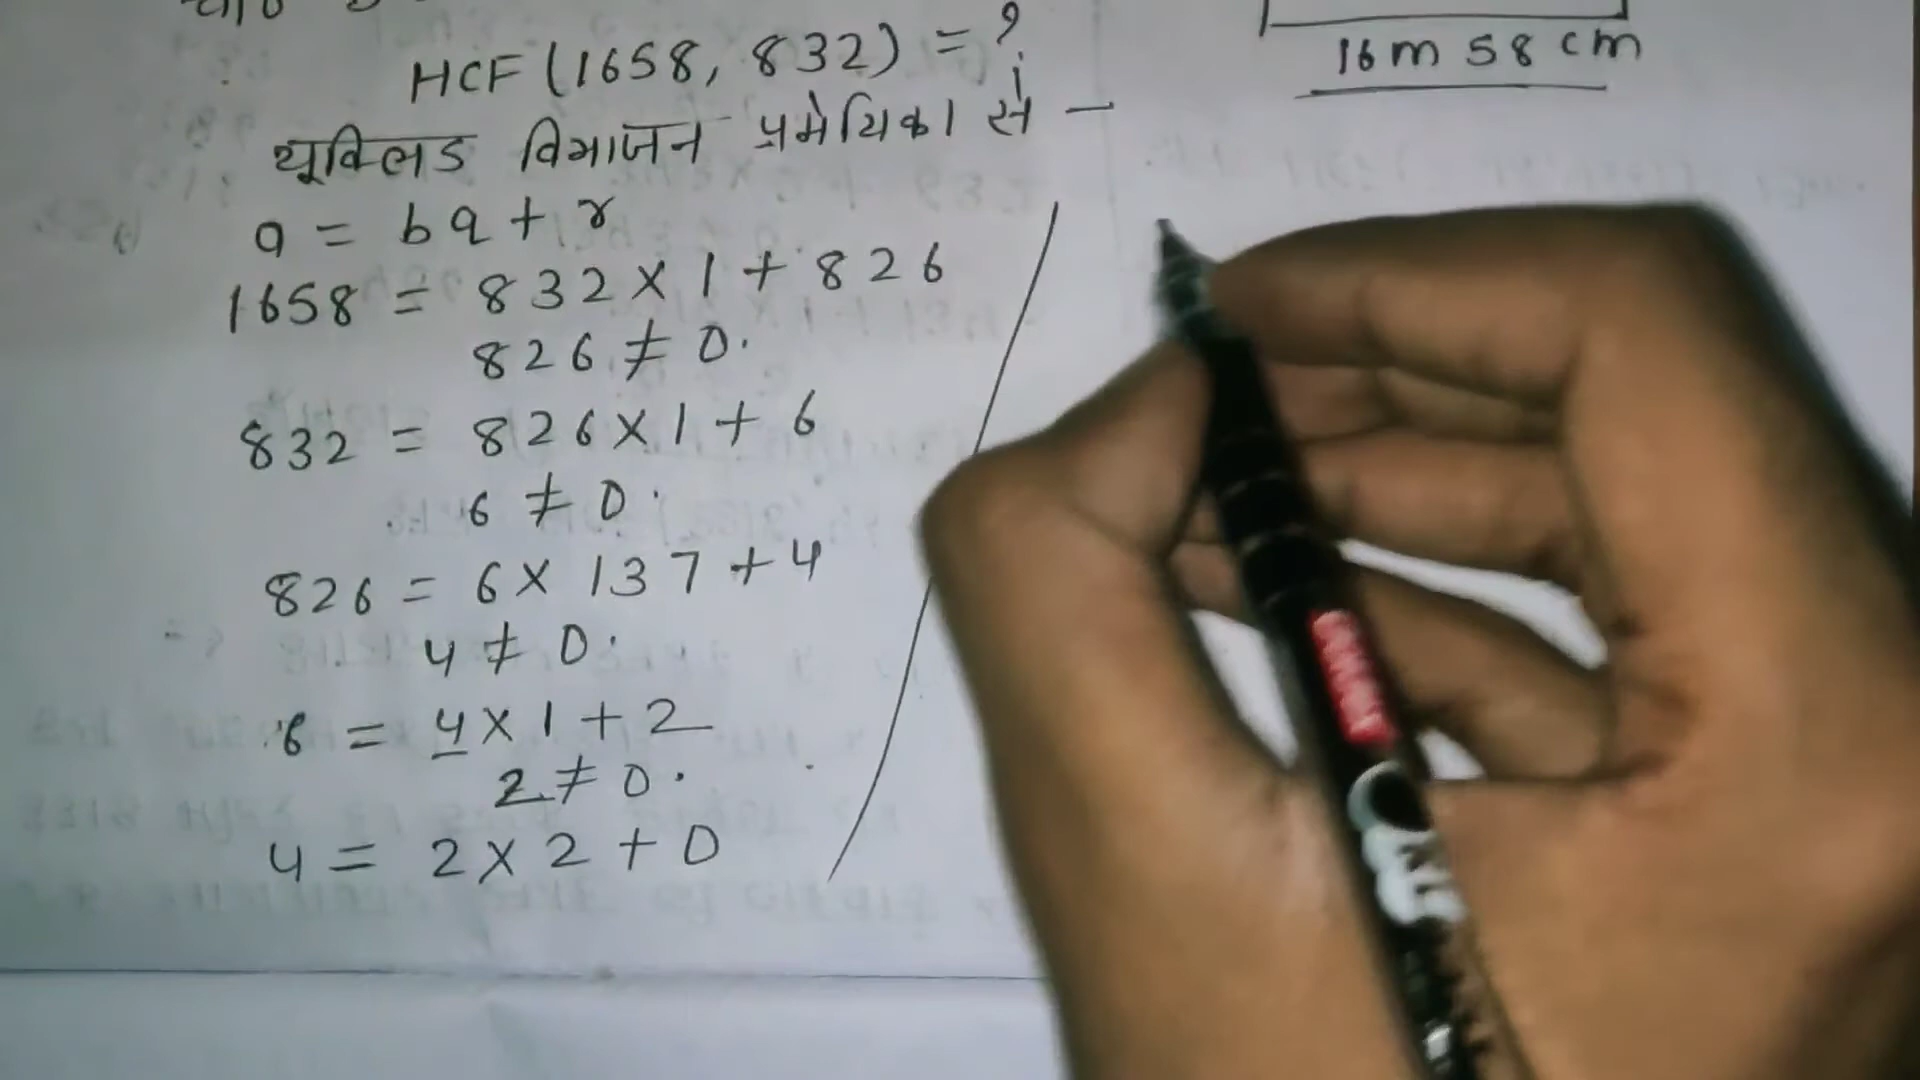 HCF (1658, 832) = ?
यूक्लिड विभाजन प्रमेयिका से -
a = bq + r
1658 = 832 × 1 + 826
826 ≠ 0.
832 = 826 × 1 + 6
6 ≠ 0.
826 = 6 × 137 + 4
4 ≠ 0.
6 = 4 × 1 + 2
2 ≠ 0.
4 = 2 × 2 + 0
16 m 58 cm